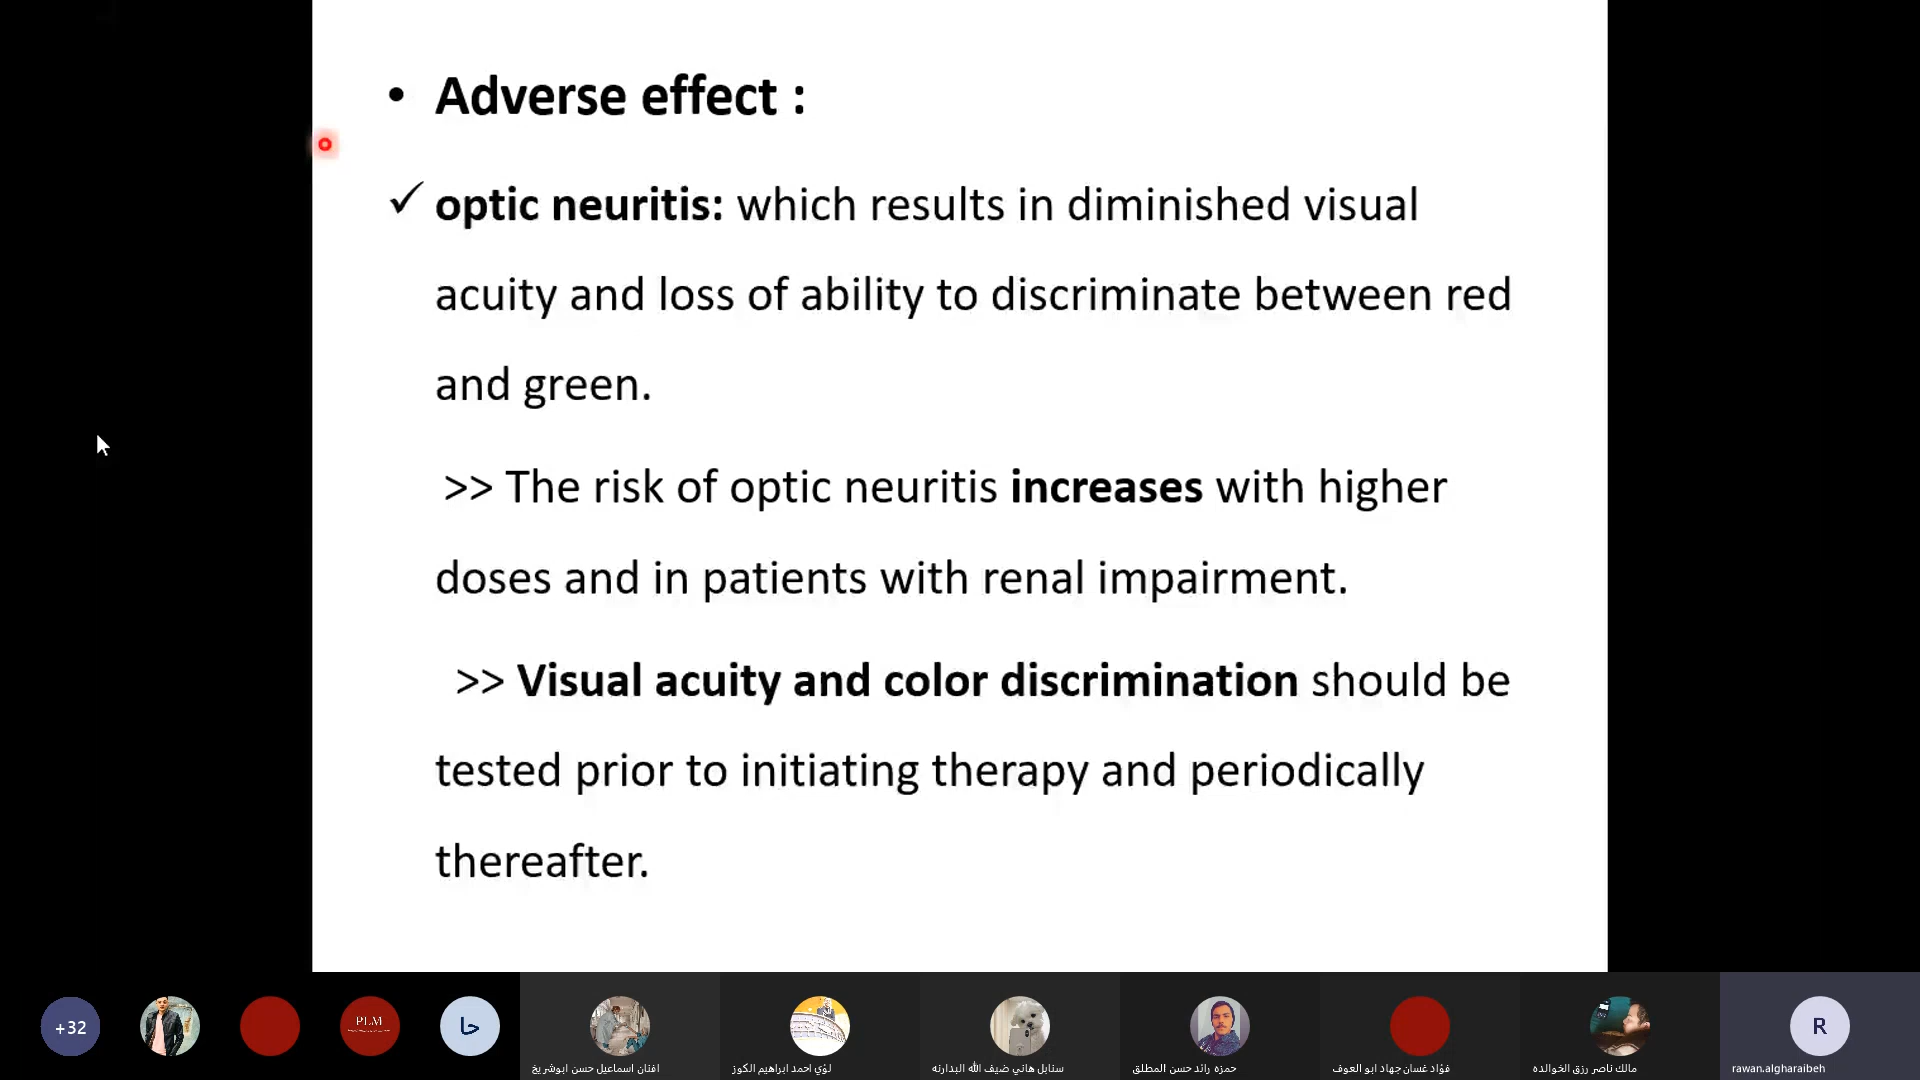 • Adverse effect :
✓ optic neuritis: which results in diminished visual
acuity and loss of ability to discriminate between red
and green.
>> The risk of optic neuritis increases with higher
doses and in patients with renal impairment.
>> Visual acuity and color discrimination should be
tested prior to initiating therapy and periodically
thereafter.
+32
PLM
حا
افنان اسماعيل حسن ابوشريخ
لؤي احمد ابراهيم الكوز
سنابل هاني ضيف الله البدارنه
حمزه رائد حسن المطلق
فؤاد غسان جهاد ابو العوف
مالك ناصر رزق الخوالده
R
rawan.algharaibeh